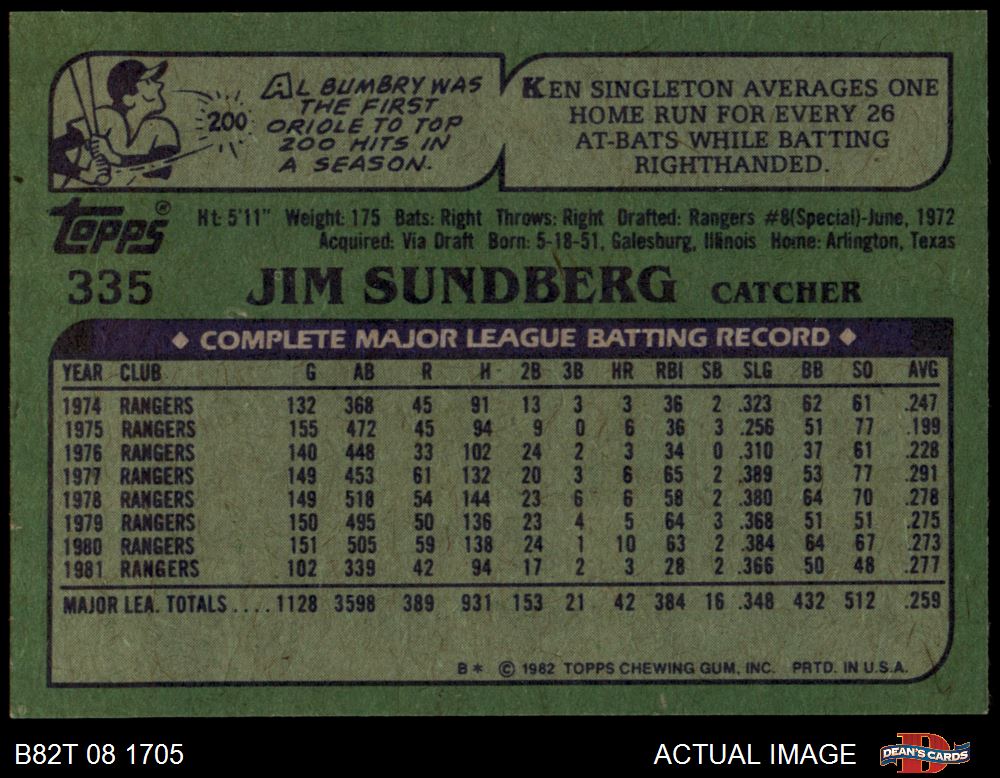 AL BUMBRY WAS
THE FIRST
ORIOLE TO TOP
200 HITS IN
A SEASON.
200
KEN SINGLETON AVERAGES ONE
HOME RUN FOR EVERY 26
AT-BATS WHILE BATTING
RIGHTHANDED.
TOPPS®
Ht: 5'11" Weight: 175 Bats: Right Throws: Right Drafted: Rangers #8(Special)-June, 1972
Acquired: Via Draft Born: 5-18-51, Galesburg, Illinois Home: Arlington, Texas
335 JIM SUNDBERG CATCHER
◆ COMPLETE MAJOR LEAGUE BATTING RECORD ◆
YEAR CLUB G AB R H 2B 3B HR RBI SB SLG BB SO AVG
1974 RANGERS 132 368 45 91 13 3 3 36 2 .323 62 61 .247
1975 RANGERS 155 472 45 94 9 0 6 36 3 .256 51 77 .199
1976 RANGERS 140 448 33 102 24 2 3 34 0 .310 37 61 .228
1977 RANGERS 149 453 61 132 20 3 6 65 2 .389 53 77 .291
1978 RANGERS 149 518 54 144 23 6 6 58 2 .380 64 70 .278
1979 RANGERS 150 495 50 136 23 4 5 64 3 .368 51 51 .275
1980 RANGERS 151 505 59 138 24 1 10 63 2 .384 64 67 .273
1981 RANGERS 102 339 42 94 17 2 3 28 2 .366 50 48 .277
MAJOR LEA. TOTALS .... 1128 3598 389 931 153 21 42 384 16 .348 432 512 .259
B* © 1982 TOPPS CHEWING GUM, INC. PRTD. IN U.S.A.
B82T 08 1705
ACTUAL IMAGE
D
DEAN'S CARDS